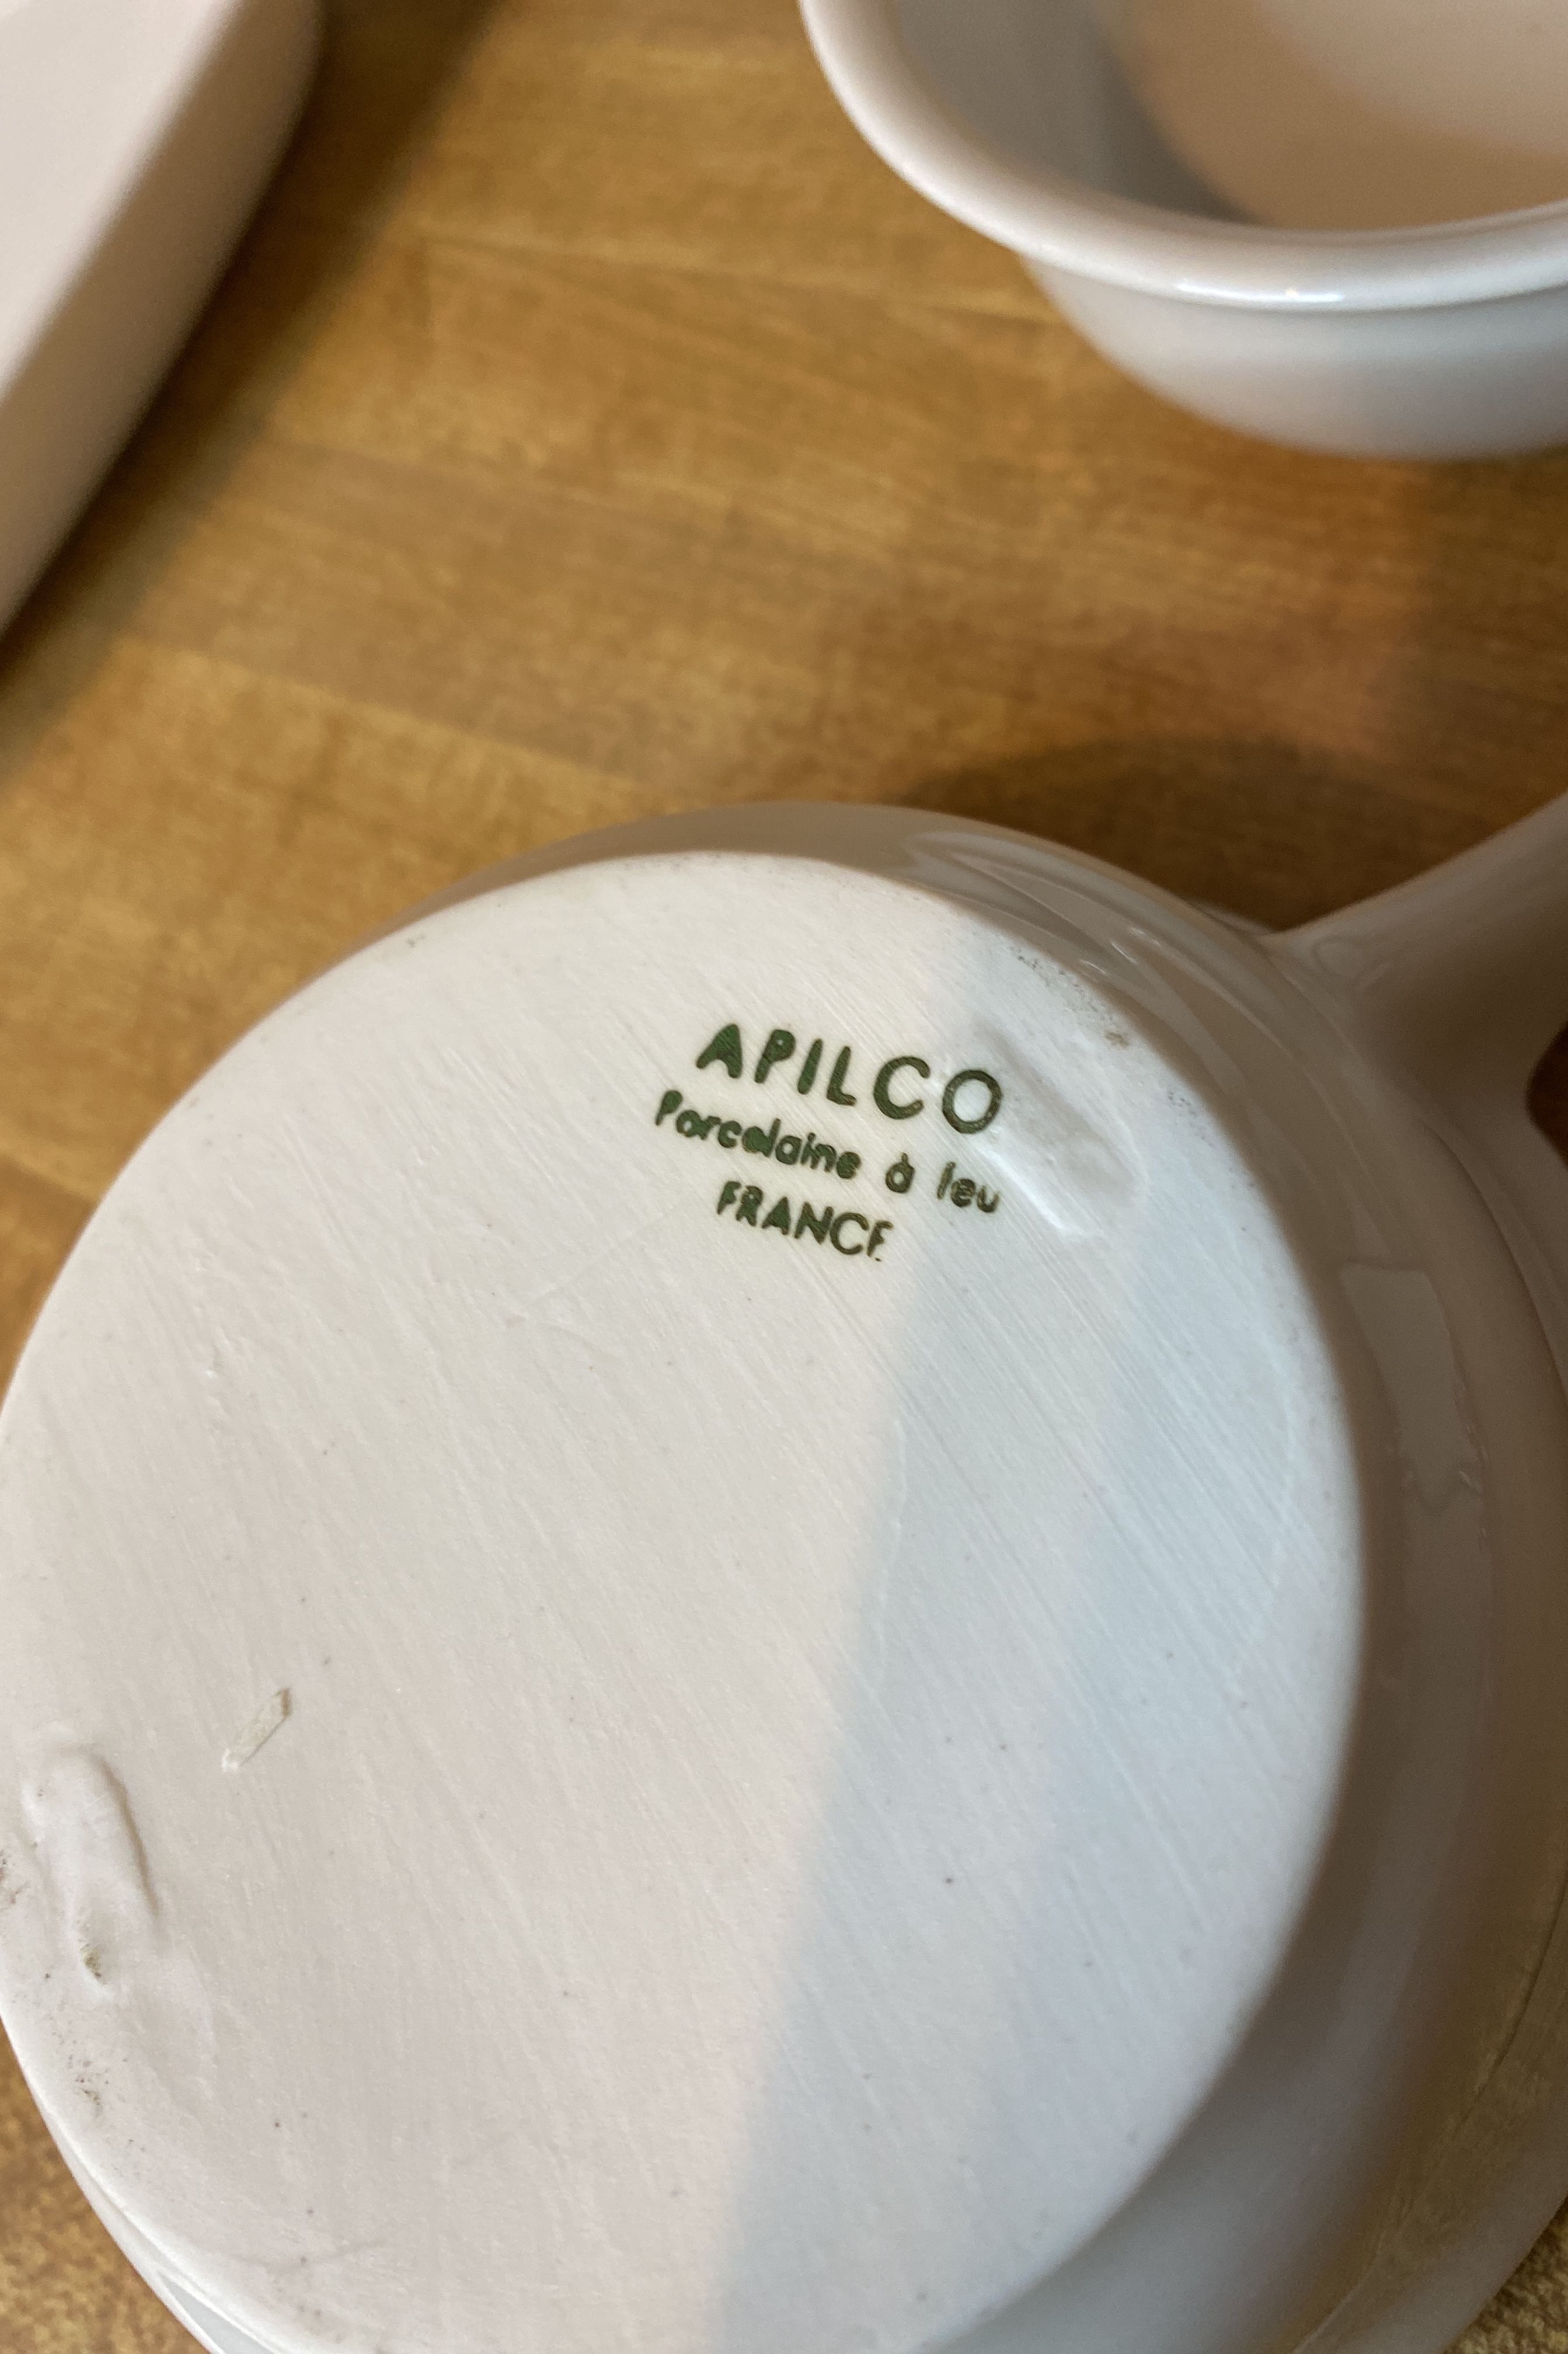 APILCO
Porcelaine à feu
FRANCE